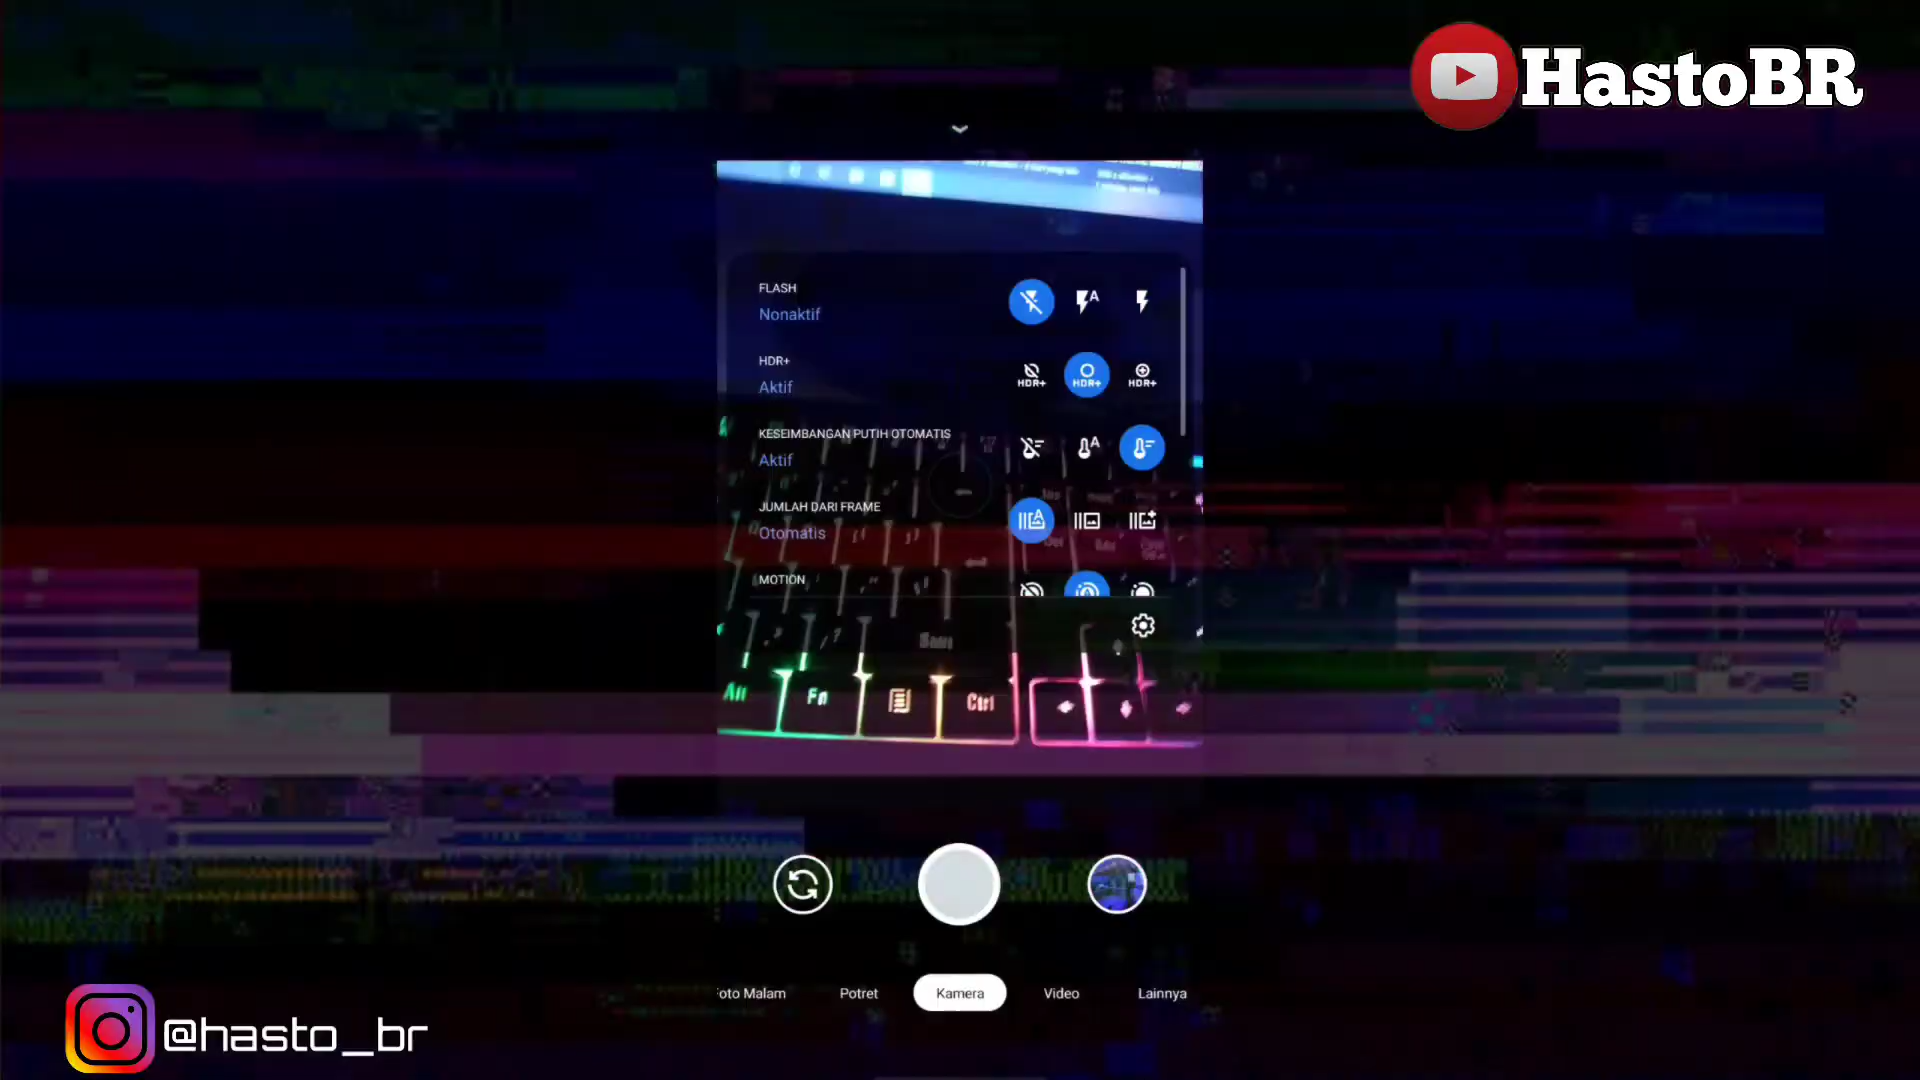 HastoBR
FLASH
Nonaktif
HDR+
Aktif
HDR+
HDR+
HDR+
KESEIMBANGAN PUTIH OTOMATIS
Aktif
A
JUMLAH DARI FRAME
Otomatis
MOTION
Alt
Fn
Ctrl
oto Malam
Potret
Kamera
Video
Lainnya
@hasto_br